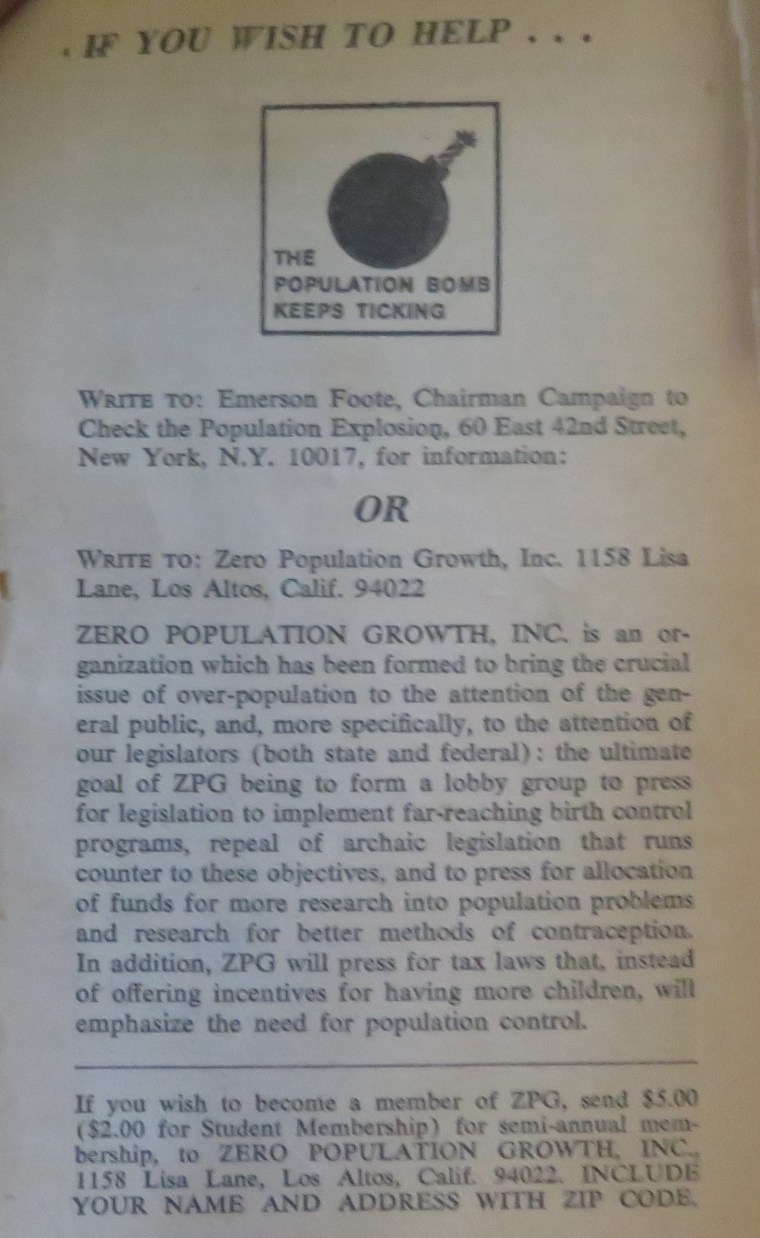 IF YOU WISH TO HELP . . .
THE
POPULATION BOMB
KEEPS TICKING
WRITE TO: Emerson Foote, Chairman Campaign to
Check the Population Explosion, 60 East 42nd Street,
New York, N.Y. 10017, for information:
OR
WRITE TO: Zero Population Growth, Inc. 1158 Lisa
Lane, Los Altos, Calif. 94022
ZERO POPULATION GROWTH, INC. is an or-
ganization which has been formed to bring the crucial
issue of over-population to the attention of the gen-
eral public, and, more specifically, to the attention of
our legislators (both state and federal): the ultimate
goal of ZPG being to form a lobby group to press
for legislation to implement far-reaching birth control
programs, repeal of archaic legislation that runs
counter to these objectives, and to press for allocation
of funds for more research into population problems
and research for better methods of contraception.
In addition, ZPG will press for tax laws that, instead
of offering incentives for having more children, will
emphasize the need for population control.
If you wish to become a member of ZPG, send $5.00
($2.00 for Student Membership) for semi-annual mem-
bership, to ZERO POPULATION GROWTH, INC.,
1158 Lisa Lane, Los Altos, Calif. 94022. INCLUDE
YOUR NAME AND ADDRESS WITH ZIP CODE.